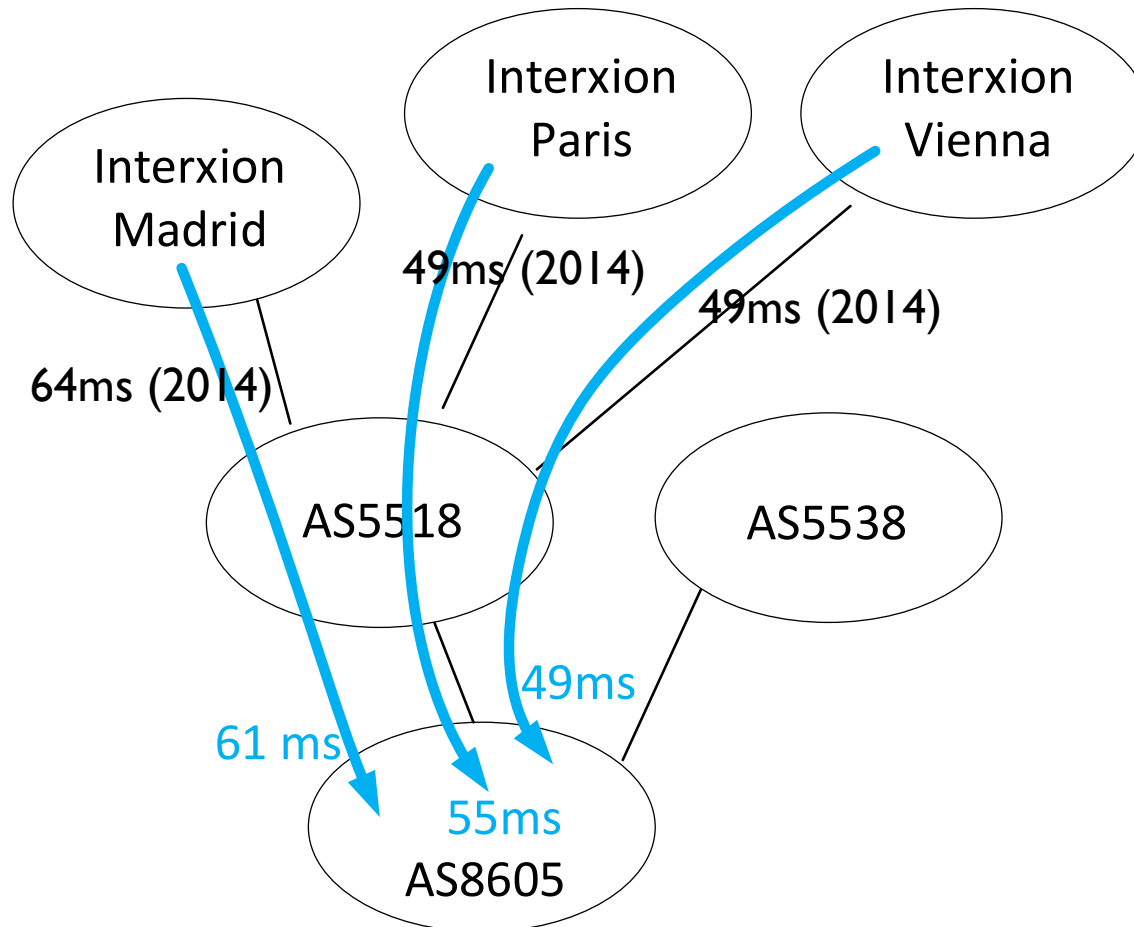 Interxion
Madrid
Interxion
Paris
Interxion
Vienna
64ms (2014)
49ms (2014)
49ms (2014)
AS5518
AS5538
61 ms
49ms
55ms
AS8605